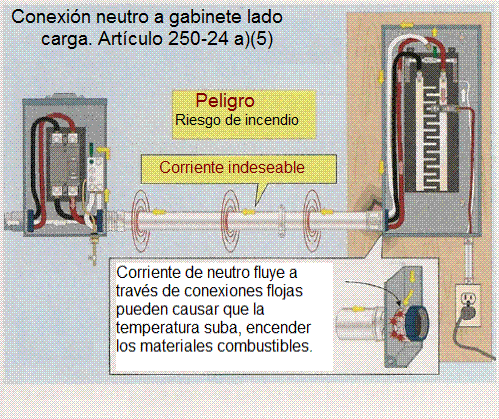 Conexión neutro a gabinete lado
carga. Artículo 250-24 a)(5)
Peligro
Riesgo de incendio
Corriente indeseable
Corriente de neutro fluye a
través de conexiones flojas
pueden causar que la
temperatura suba, encender
los materiales combustibles.